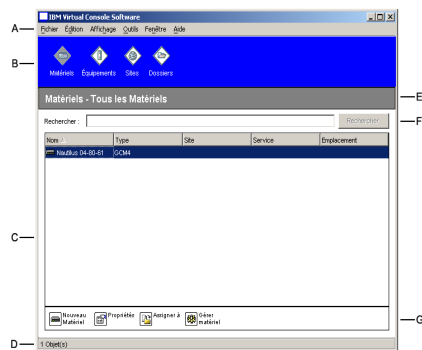 IBM Virtual Console Software
A
Fichier Édition Affichage Outils Fenêtre Aide
B
Matériels Équipements Sites Dossiers
Matériels - Tous les Matériels
E
Rechercher : Rechercher
F
Nom Type Site Service Emplacement
Nautilus 04-80-61 GCM4
C
Nouveau Matériel Propriétés Assigner à Gérer matériel
G
D
1 Objet(s)